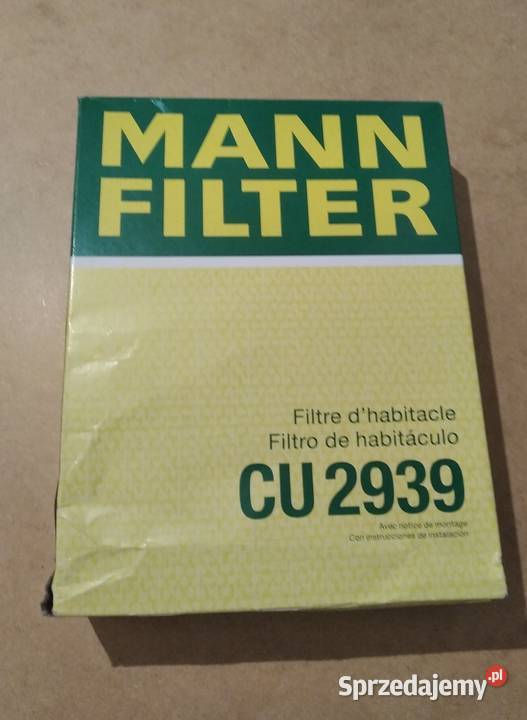 MANN
FILTER
Filtre d'habitacle
Filtro de habitáculo
CU 2939
Avec notice de montage
Con instrucciones de instalación
Sprzedajemy.pl